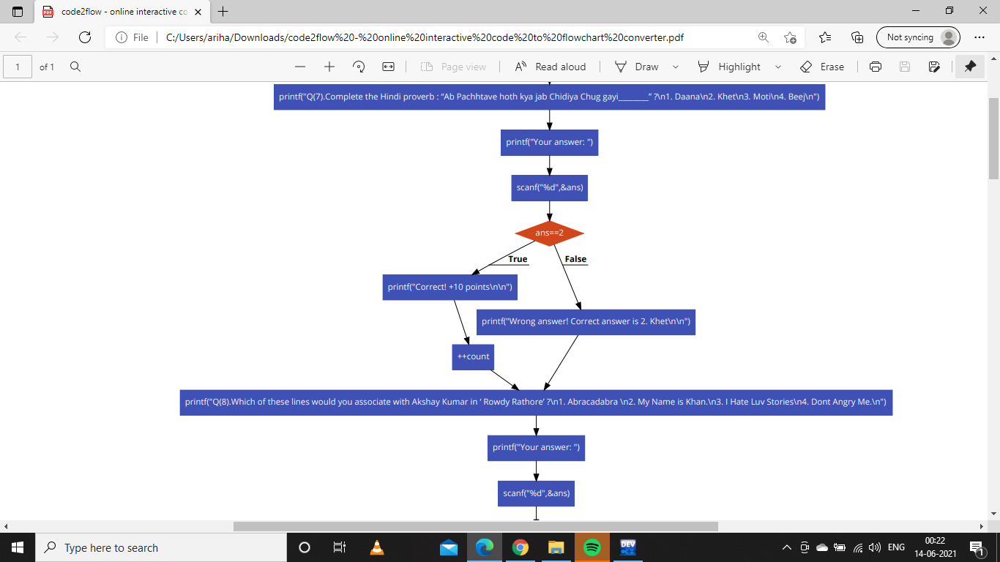 code2flow - online interactive co
File C:/Users/ariha/Downloads/code2flow%20-%20online%20interactive%20code%20to%20flowchart%20converter.pdf Not syncing
1 of 1 Page view Read aloud Draw Highlight Erase
printf("Q(7).Complete the Hindi proverb : “Ab Pachhtave hoth kya jab Chidiya Chug gayi________” ?\n1. Daana\n2. Khet\n3. Moti\n4. Beej\n")
printf("Your answer: ")
scanf("%d",&ans)
ans==2
True False
printf("Correct! +10 points\n\n")
printf("Wrong answer! Correct answer is 2. Khet\n\n")
++count
printf("Q(8).Which of these lines would you associate with Akshay Kumar in ‘ Rowdy Rathore’ ?\n1. Abracadabra \n2. My Name is Khan.\n3. I Hate Luv Stories\n4. Dont Angry Me.\n")
printf("Your answer: ")
scanf("%d",&ans)
Type here to search
DEV
ENG
00:22
14-06-2021
1